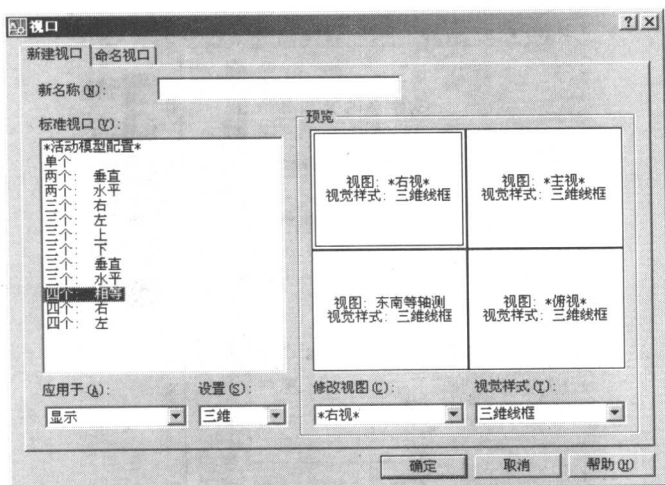 视口
新建视口 命名视口
新名称(N):
标准视口(V):
*活动模型配置*
单个
两个: 垂直
两个: 水平
三个: 右
三个: 左
三个: 上
三个: 下
三个: 垂直
三个: 水平
四个: 相等
四个: 右
四个: 左
应用于(A):
显示
设置(S):
三维
预览
视图: *右视*
视觉样式: 三维线框
视图: *主视*
视觉样式: 三维线框
视图: 东南等轴测
视觉样式: 三维线框
视图: *俯视*
视觉样式: 三维线框
修改视图(C):
*右视*
视觉样式(T):
三维线框
确定 取消 帮助(H)